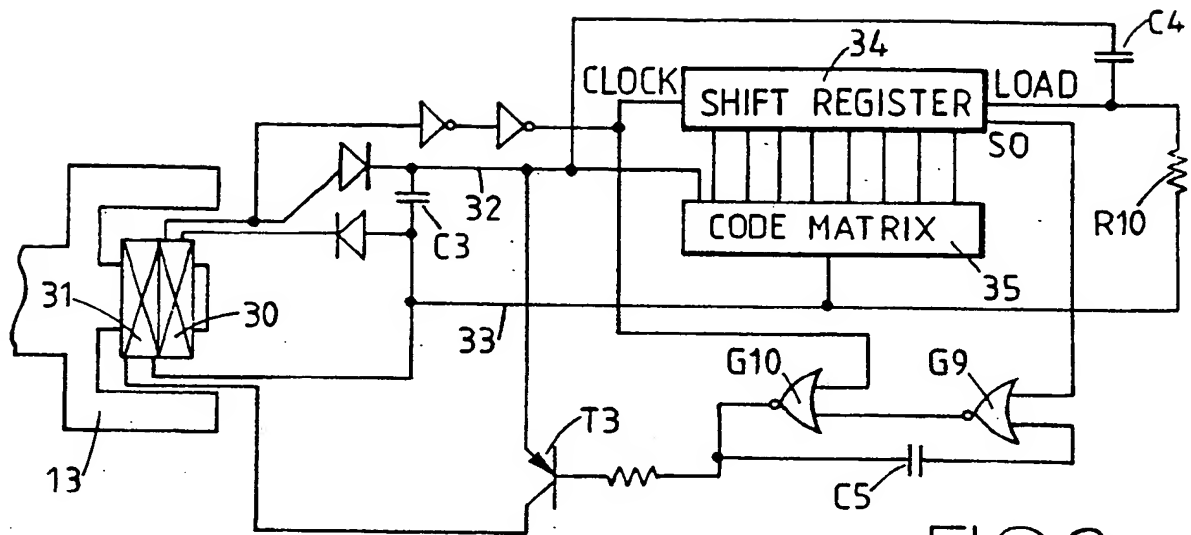 C4
34
CLOCK
SHIFT REGISTER
LOAD
SO
32
C3
CODE MATRIX
R10
35
31
30
33
G10
G9
T3
13
C5